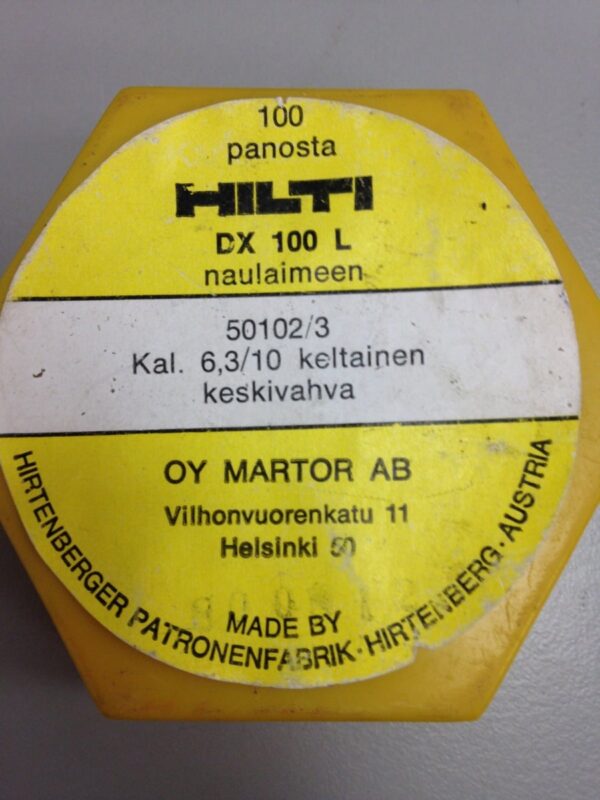 100
panosta
HILTI
DX 100 L
naulaimeen
50102/3
Kal. 6,3/10 keltainen
keskivahva
OY MARTOR AB
Vilhonvuorenkatu 11
Helsinki 50
MADE BY
HIRTENBERGER PATRONENFABRIK · HIRTENBERG · AUSTRIA